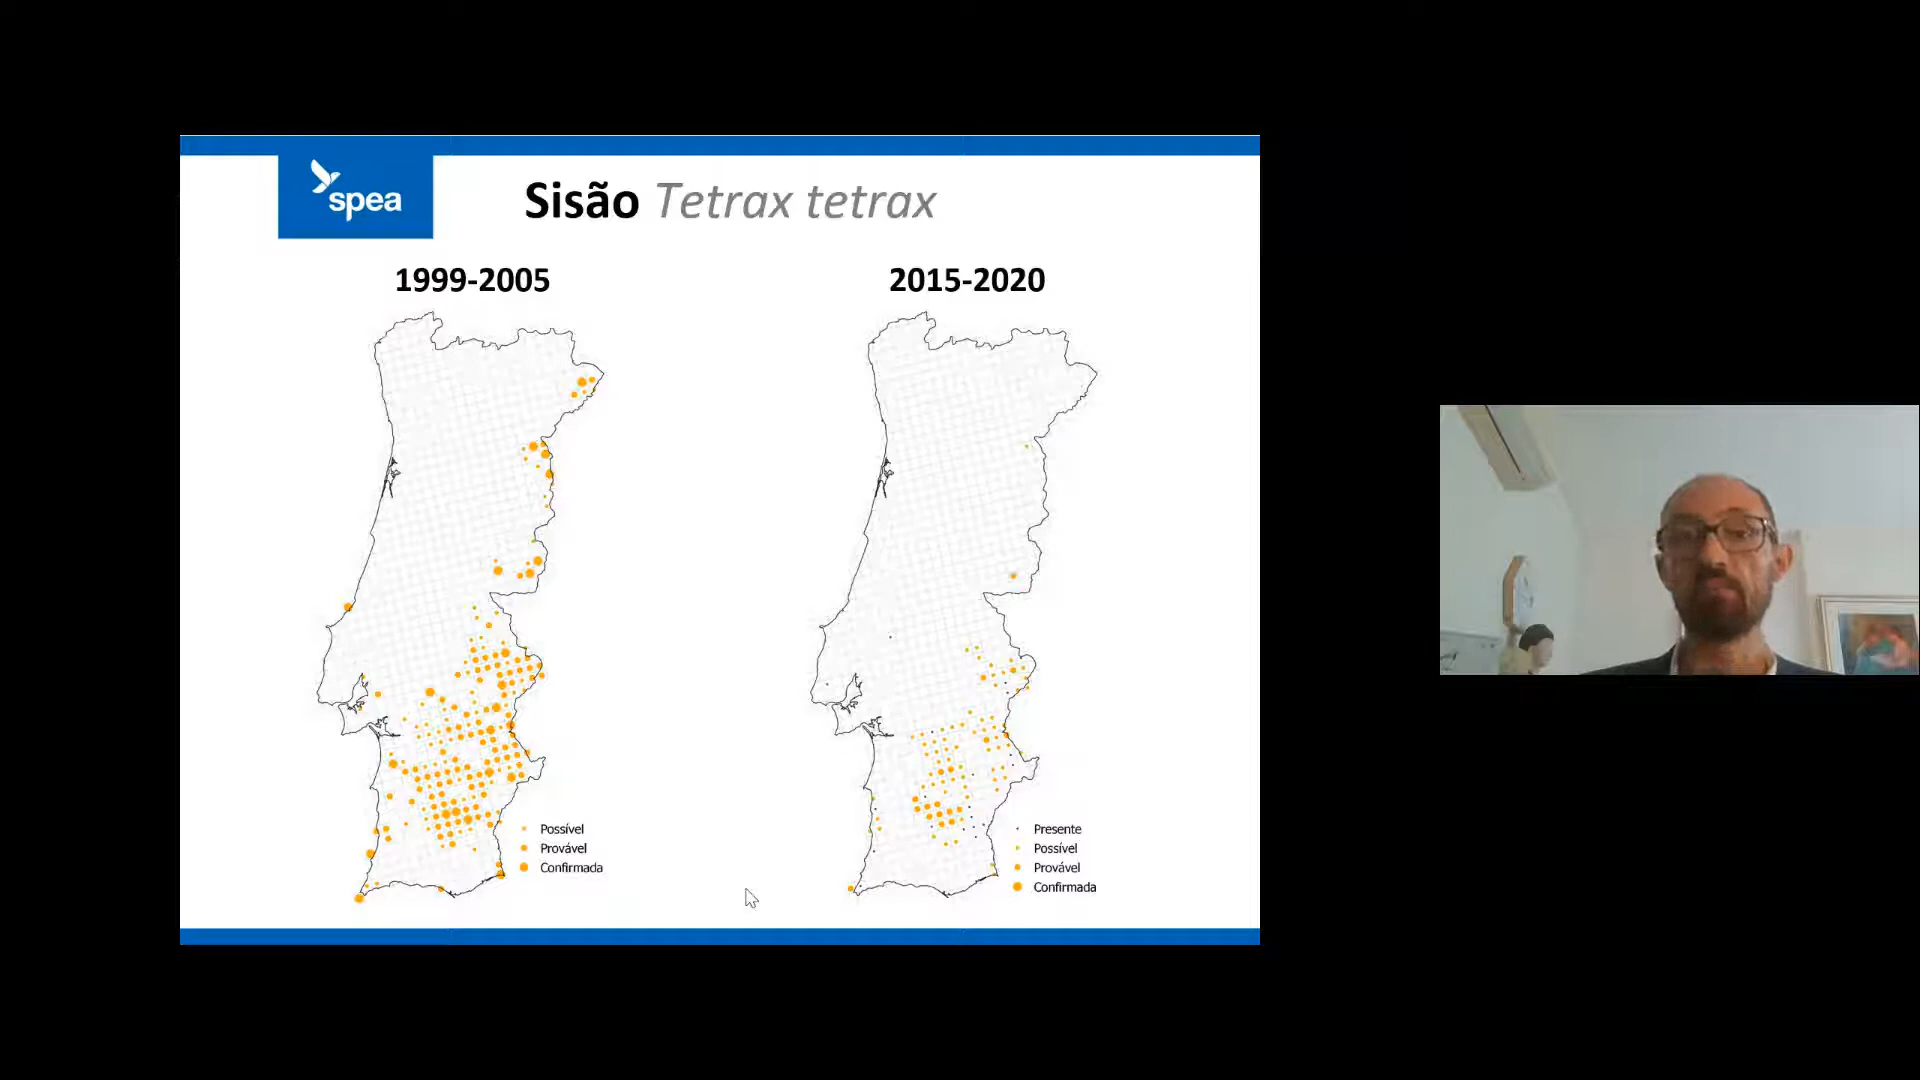 spea
Sisão Tetrax tetrax
1999-2005
2015-2020
Possível
Provável
Confirmada
Presente
Possível
Provável
Confirmada